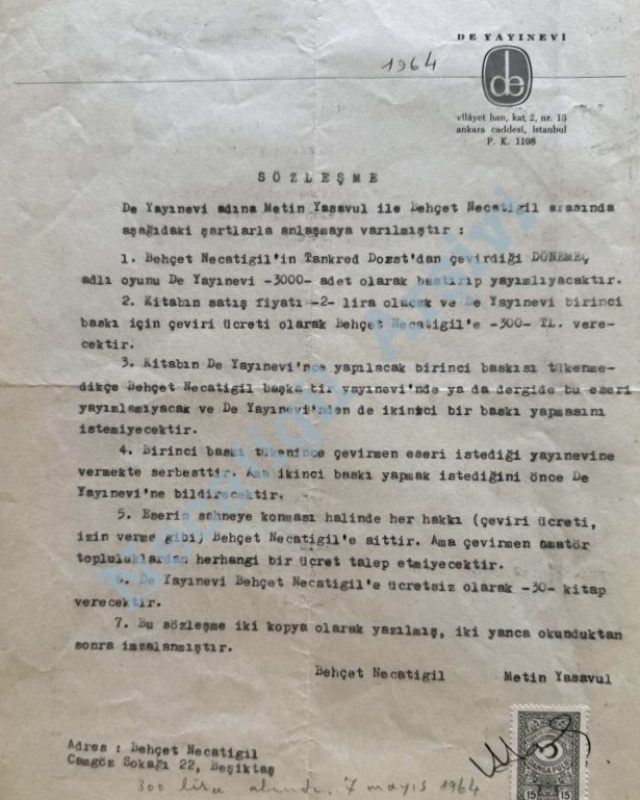 DE YAYINEVİ
1964
de
vilâyet han, kat 2, nr. 13
ankara caddesi, istanbul
P. K. 1198
SÖZLEŞME
De Yayınevi adına Metin Yasavul ile Behçet Necatigil arasında
aşağıdaki şartlarla anlaşmaya varılmıştır :
1. Behçet Necatigil'in Tankred Dorst'dan çevirdiği DÖNEMEÇ
adlı oyunu De Yayınevi -3000- adet olarak bastırıp yayımlıyacaktır.
2. Kitabın satış fiyatı -2- lira olacak ve De Yayınevi birinci
baskı için çeviri ücreti olarak Behçet Necatigil'e -300- TL. vere-
cektir.
3. Kitabın De Yayınevi'nce yapılacak birinci baskısı tükenme-
dikçe Behçet Necatigil başka bir yayınevi'nde ya da dergide bu eseri
yayımlamıyacak ve De Yayınevi'nden de ikinci bir baskı yapmasını
istemiyecektir.
4. Birinci baskı tükenince çevirmen eseri istediği yayınevine
vermekte serbesttir. Ama ikinci baskı yapmak istediğini önce De
Yayınevi'ne bildirecektir.
5. Eserin sahneye konması halinde her hakkı (çeviri ücreti,
izin verme gibi) Behçet Necatigil'e aittir. Ama çevirmen amatör
topluluklardan herhangi bir ücret talep etmiyecektir.
6. De Yayınevi Behçet Necatigil'e ücretsiz olarak -30- kitap
verecektir.
7. Bu sözleşme iki kopya olarak yazılmış, iki yanca okunduktan
sonra imzalanmıştır.
Behçet Necatigil Metin Yasavul
Adres : Behçet Necatigil
Camgöz Sokağı 22, Beşiktaş
300 lira alındı. 7 mayıs 1964
15 15